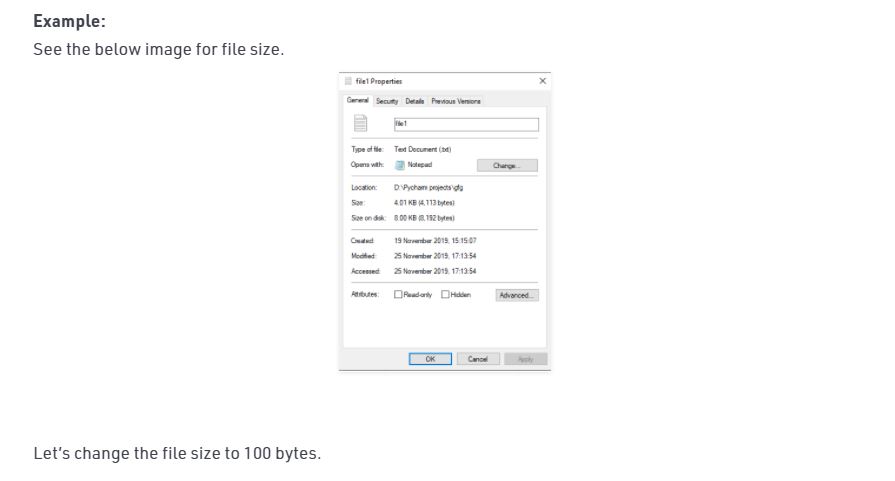 Example:
See the below image for file size.
file1 Properties
General Security Details Previous Versions
file1
Type of file: Text Document (.txt)
Opens with: Notepad Change...
Location: D:\Pycharm projects\gfg
Size: 4.01 KB (4,113 bytes)
Size on disk: 8.00 KB (8,192 bytes)
Created: 19 November 2019, 15:15:07
Modified: 25 November 2019, 17:13:54
Accessed: 25 November 2019, 17:13:54
Attributes: Read-only Hidden Advanced...
OK Cancel Apply
Let's change the file size to 100 bytes.